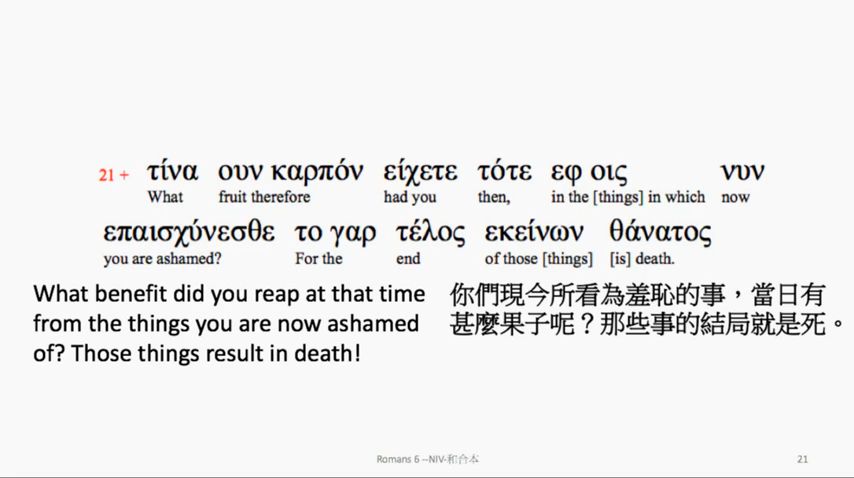 21 + τίνα ουν καρπόν είχετε τότε εφ οις νυν
What fruit therefore had you then, in the [things] in which now
επαισχύνεσθε το γαρ τέλος εκείνων θάνατος
you are ashamed? For the end of those [things] [is] death.
What benefit did you reap at that time
from the things you are now ashamed
of? Those things result in death!
你們現今所看為羞恥的事，當日有
甚麼果子呢？那些事的結局就是死。
Romans 6 --NIV-和合本
21